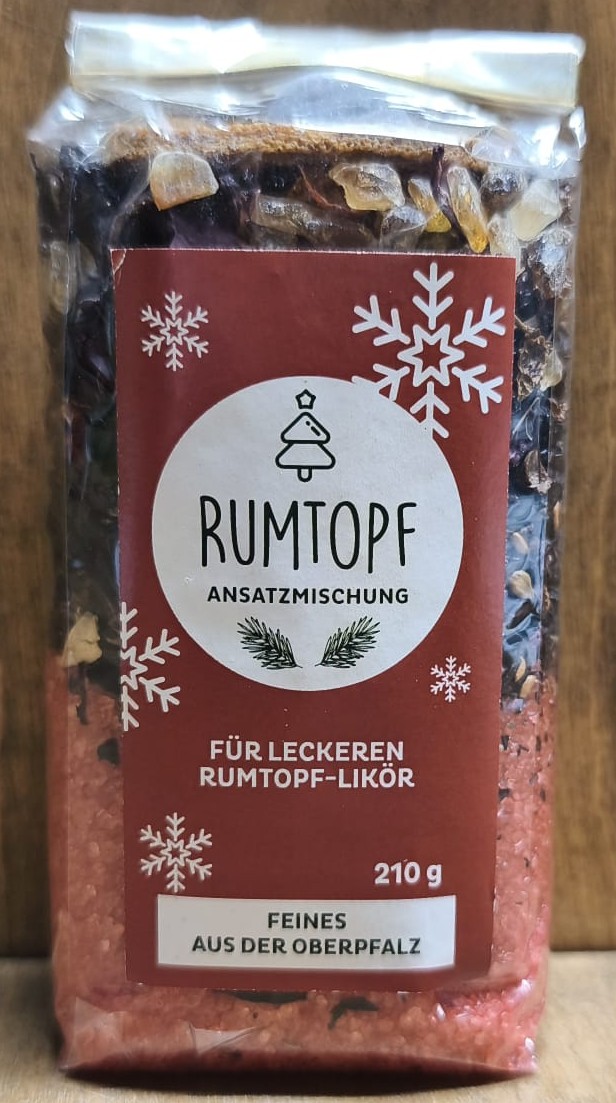 RUMTOPF
ANSATZMISCHUNG
FÜR LECKEREN
RUMTOPF-LIKÖR
210 g
FEINES
AUS DER OBERPFALZ